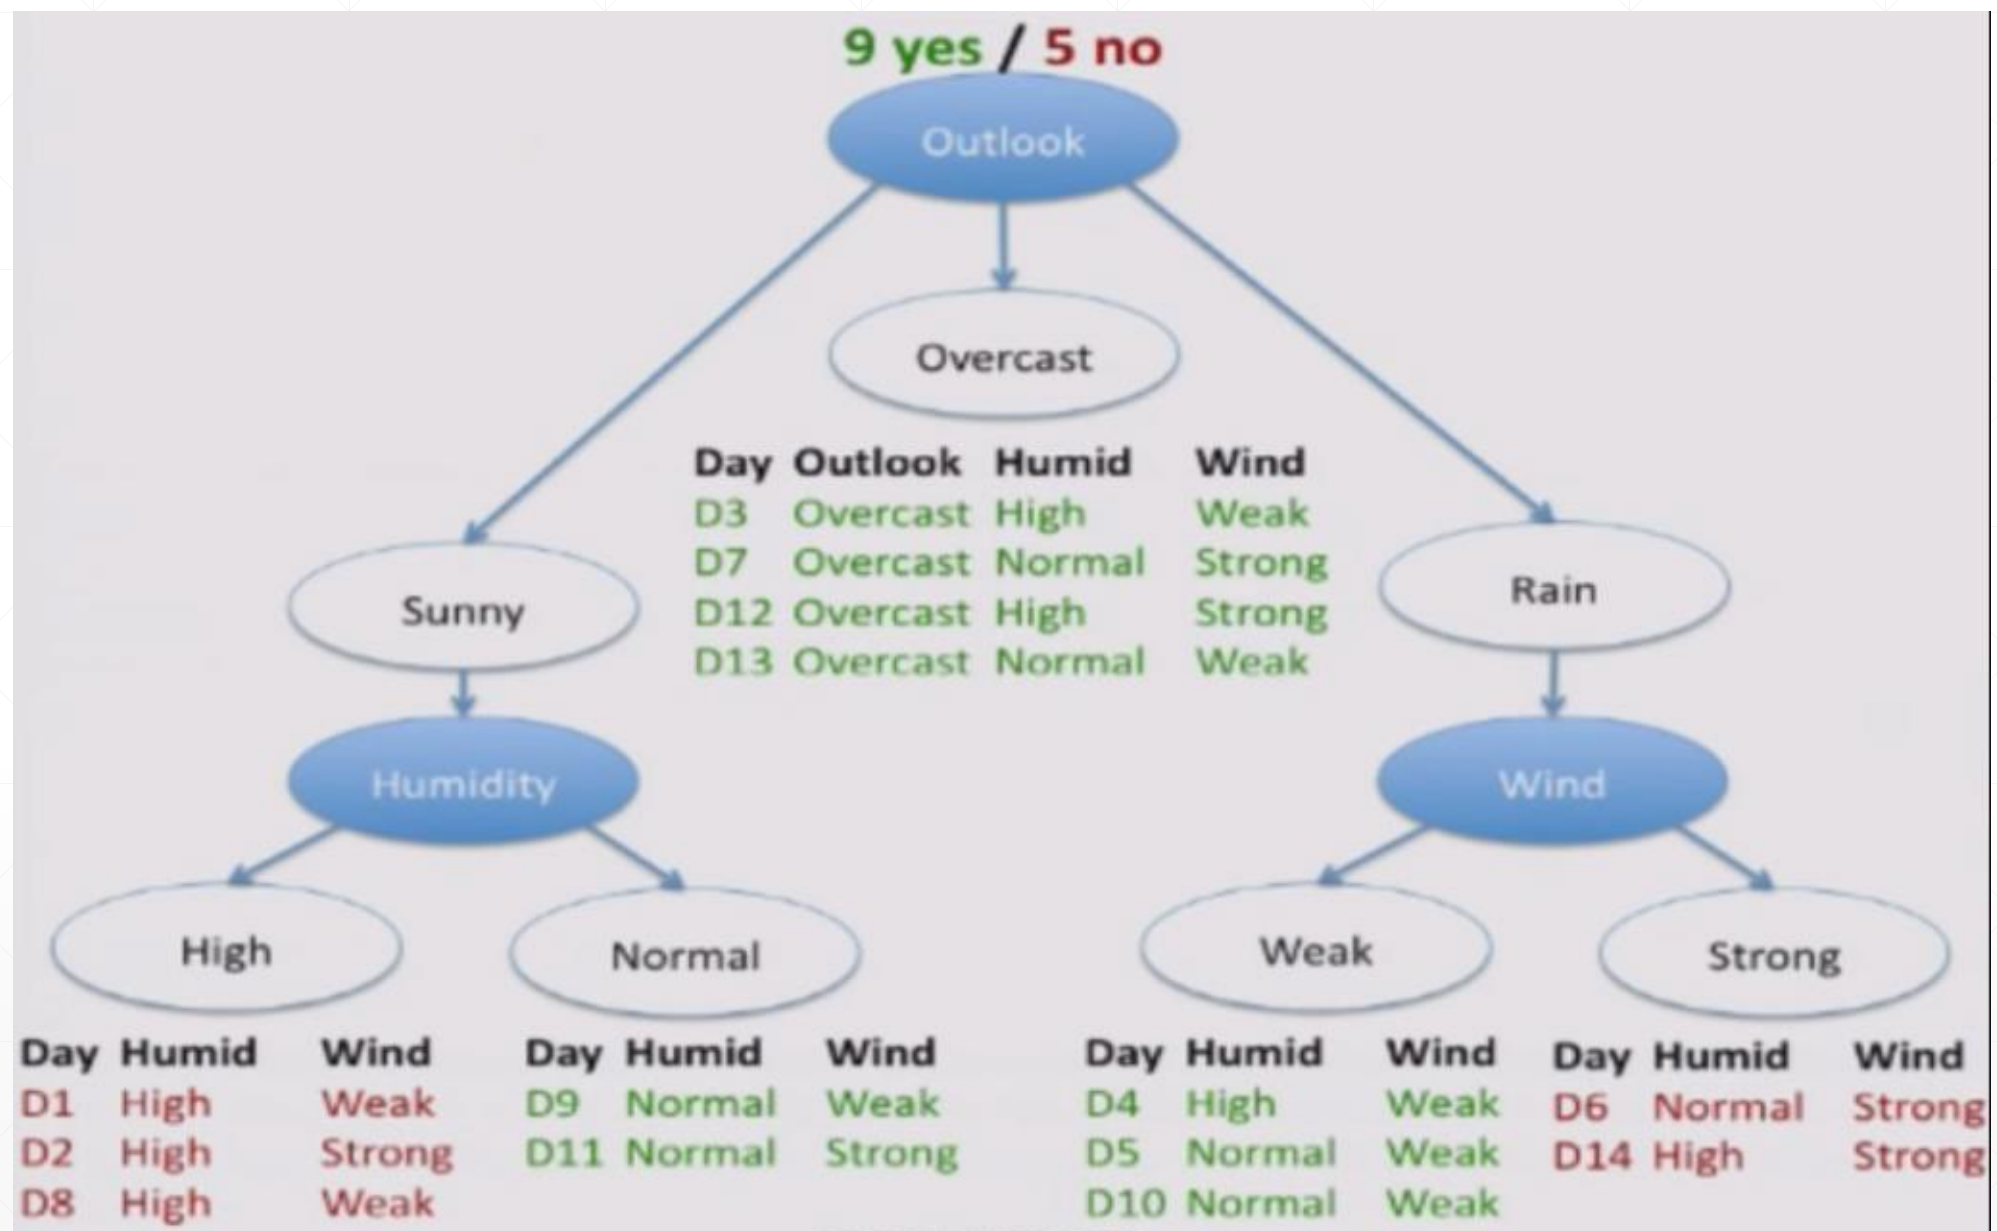 9 yes / 5 no
Outlook
Overcast
Day Outlook Humid Wind
D3 Overcast High Weak
D7 Overcast Normal Strong
D12 Overcast High Strong
D13 Overcast Normal Weak
Sunny
Rain
Humidity
Wind
High
Normal
Weak
Strong
Day Humid Wind
D1 High Weak
D2 High Strong
D8 High Weak
Day Humid Wind
D9 Normal Weak
D11 Normal Strong
Day Humid Wind
D4 High Weak
D5 Normal Weak
D10 Normal Weak
Day Humid Wind
D6 Normal Strong
D14 High Strong